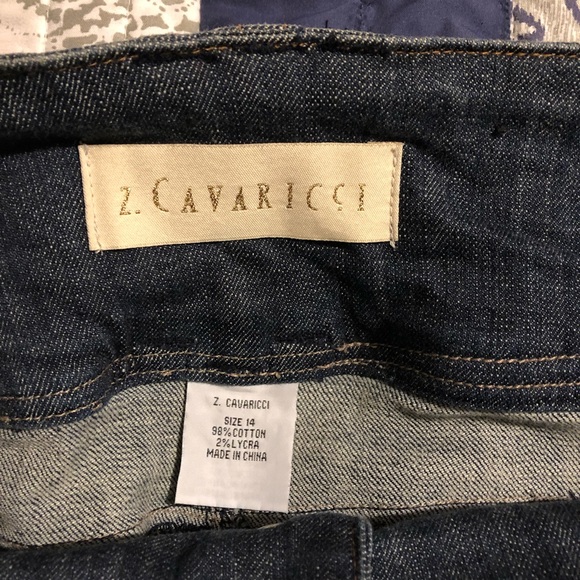 Z. CAVARICCI
Z. CAVARICCI
SIZE 14
98% COTTON
2% LYCRA
MADE IN CHINA